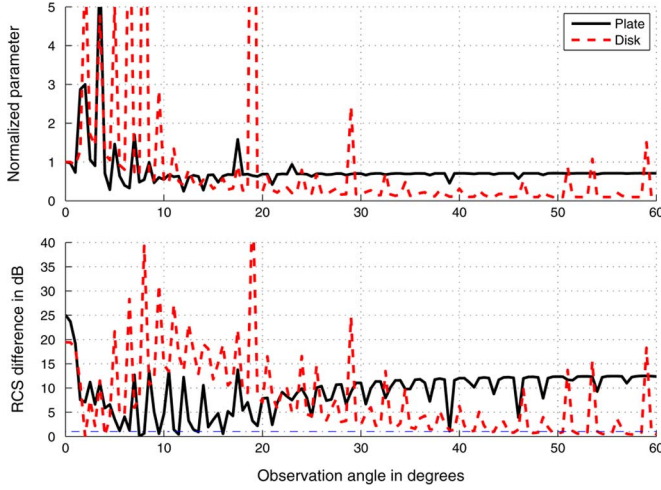 5
4
3
2
1
0
Normalized parameter
Plate
Disk
0 10 20 30 40 50 60
40
35
30
25
20
15
10
5
0
RCS difference in dB
0 10 20 30 40 50 60
Observation angle in degrees